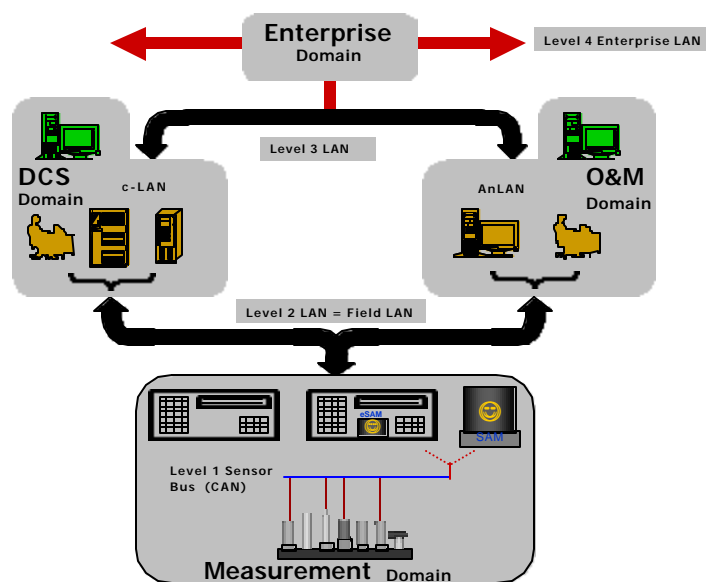 Enterprise
Domain
Level 4 Enterprise LAN
Level 3 LAN
DCS
Domain
c-LAN
AnLAN
O&M
Domain
Level 2 LAN = Field LAN
eSAM
SAM
Level 1 Sensor
Bus (CAN)
Measurement Domain